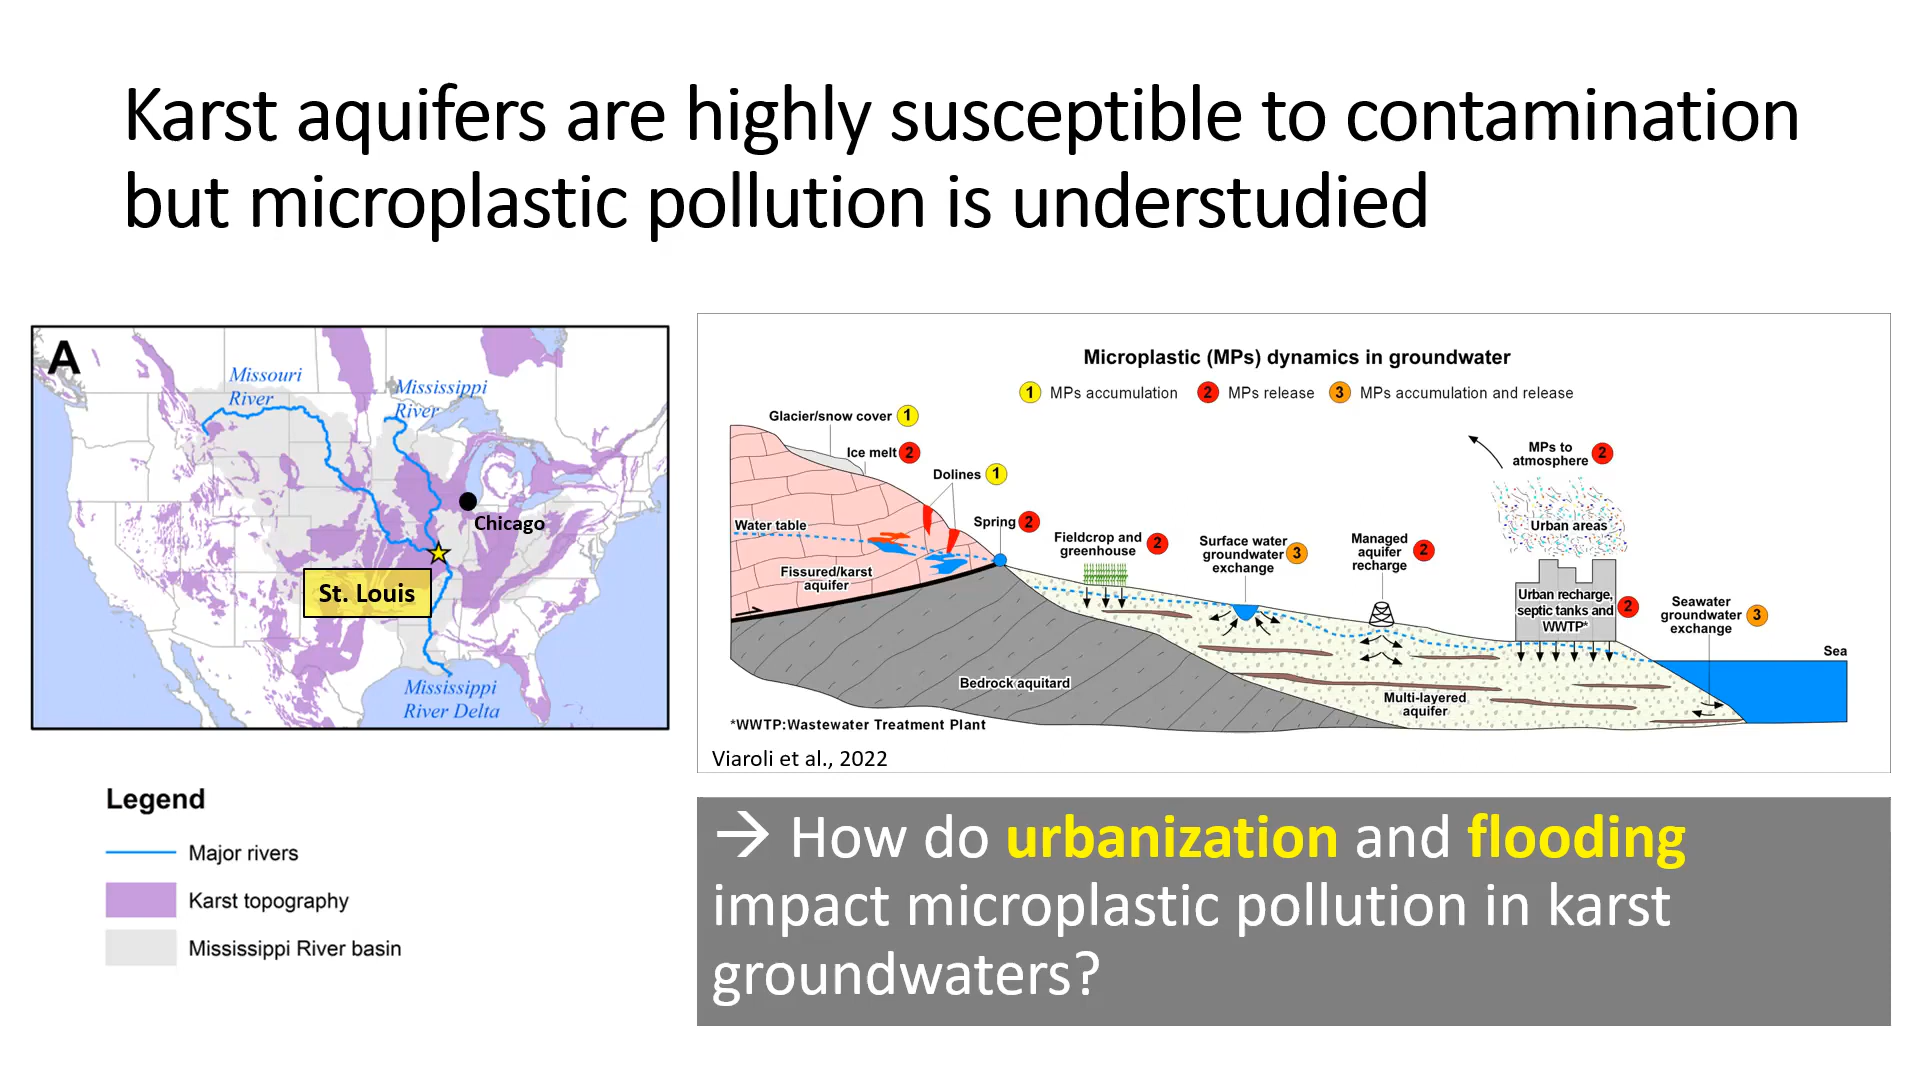 Karst aquifers are highly susceptible to contamination
but microplastic pollution is understudied
A
Missouri
River
Mississippi
River
Chicago
St. Louis
Mississippi
River Delta
Legend
Major rivers
Karst topography
Mississippi River basin
Microplastic (MPs) dynamics in groundwater
1 MPs accumulation 2 MPs release 3 MPs accumulation and release
Glacier/snow cover 1
Ice melt 2
Dolines 1
Water table
Spring 2
Fissured/karst
aquifer
Fieldcrop and
greenhouse 2
Surface water
groundwater 3
exchange
Managed
aquifer 2
recharge
MPs to
atmosphere 2
Urban areas
Urban recharge,
septic tanks and 2
WWTP*
Seawater
groundwater 3
exchange
Sea
Bedrock aquitard
Multi-layered
aquifer
*WWTP:Wastewater Treatment Plant
Viaroli et al., 2022
→ How do urbanization and flooding
impact microplastic pollution in karst
groundwaters?